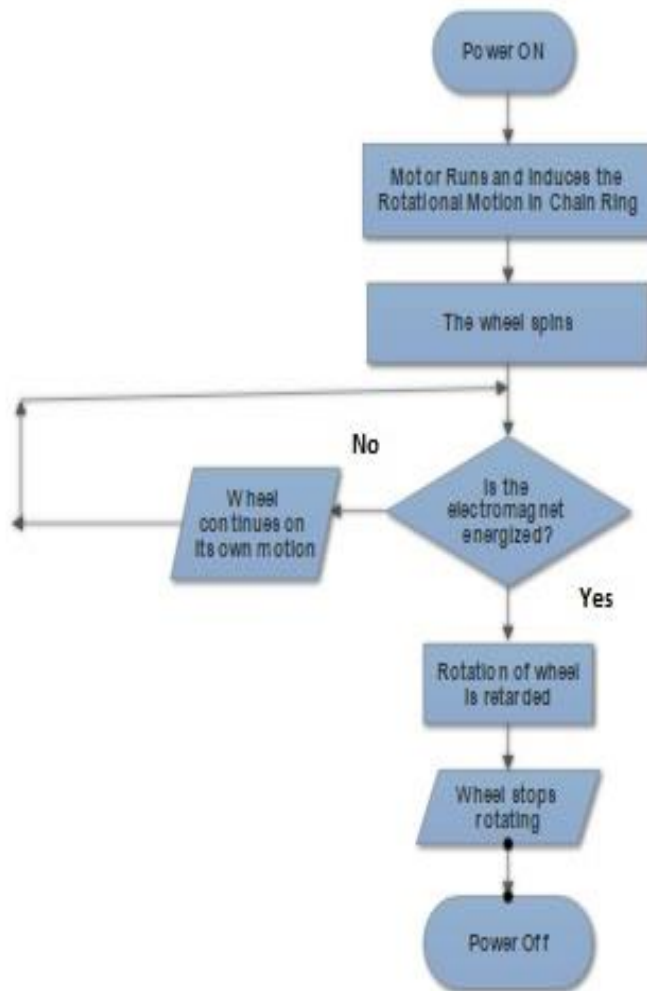 Power ON
Motor Runs and Induces the
Rotational Motion in Chain Ring
The wheel spins
No
Is the
electromagnet
energized?
Wheel
continues on
its own motion
Yes
Rotation of wheel
is retarded
Wheel stops
rotating
Power Off